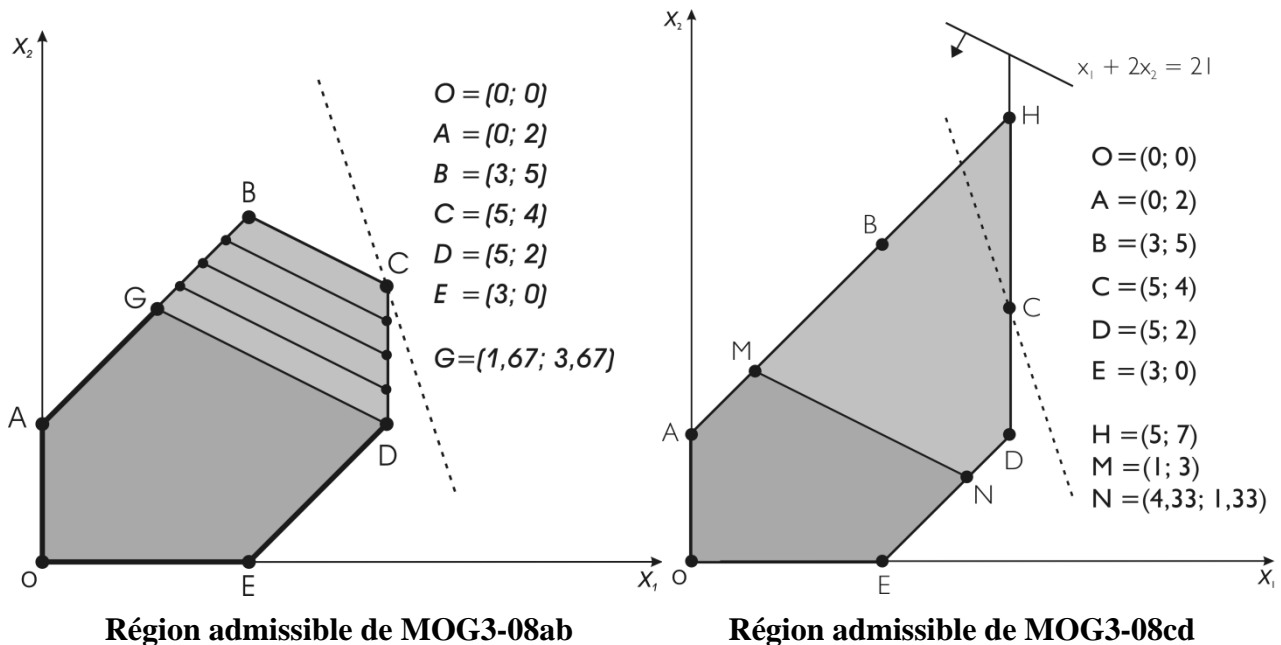 X₂
O = (0; 0)
A = (0; 2)
B = (3; 5)
C = (5; 4)
D = (5; 2)
E = (3; 0)
G=(1,67; 3,67)
B
C
G
A
D
O
E
X₁
Région admissible de MOG3-08ab
X₂
x₁ + 2x₂ = 21
H
O=(0; 0)
A =(0; 2)
B =(3; 5)
C =(5; 4)
D =(5; 2)
E =(3; 0)
H =(5; 7)
M =(1; 3)
N =(4,33; 1,33)
B
C
M
A
D
N
O
E
X₁
Région admissible de MOG3-08cd